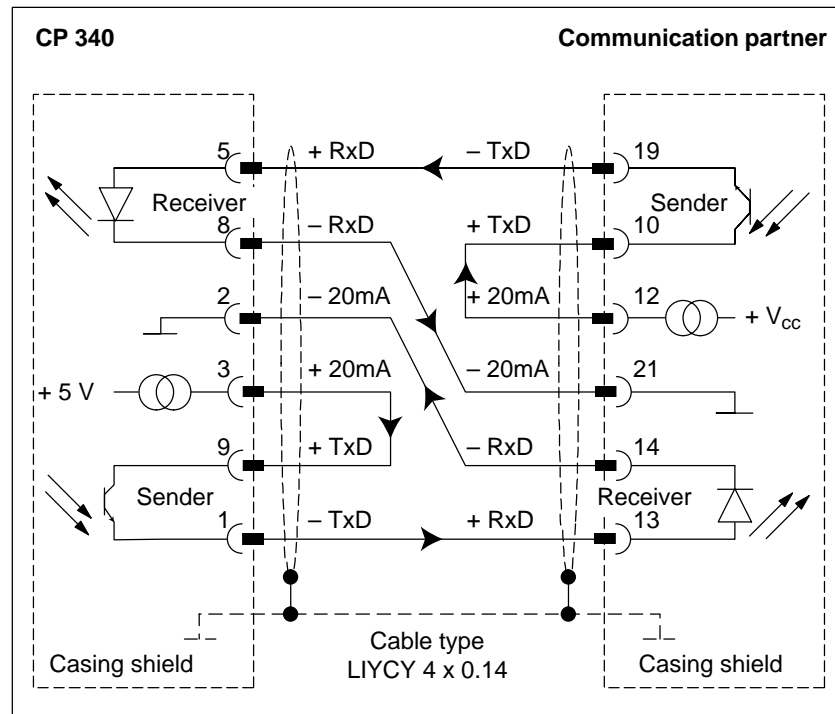 CP 340
Communication partner
5
+ RxD
– TxD
19
Receiver
Sender
8
– RxD
+ TxD
10
2
– 20mA
+ 20mA
12
+ Vcc
3
+ 20mA
– 20mA
21
+ 5 V
9
+ TxD
– RxD
14
Sender
Receiver
1
– TxD
+ RxD
13
Casing shield
Cable type
LIYCY 4 x 0.14
Casing shield